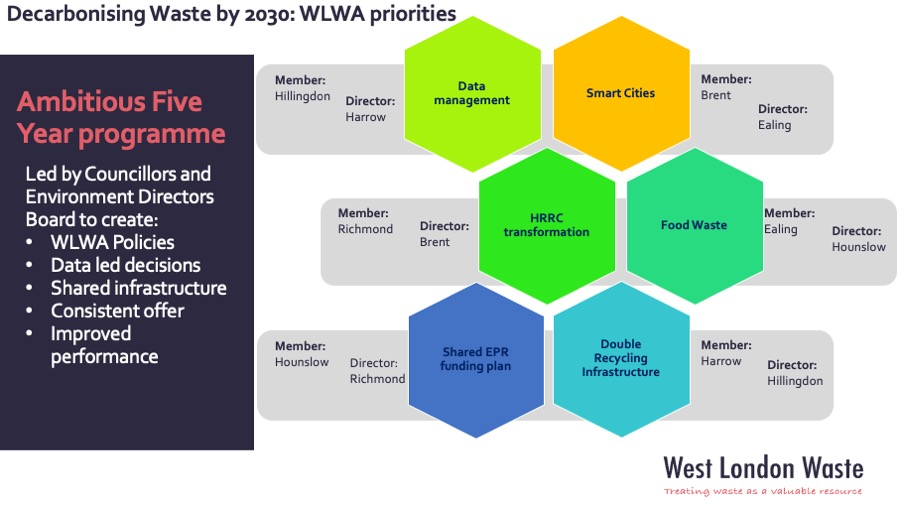 Decarbonising Waste by 2030: WLWA priorities
Ambitious Five
Year programme
Led by Councillors and
Environment Directors
Board to create:
• WLWA Policies
• Data led decisions
• Shared infrastructure
• Consistent offer
• Improved
performance
Member:
Hillingdon
Director:
Harrow
Data
management
Smart Cities
Member:
Brent
Director:
Ealing
Member:
Richmond
Director:
Brent
HRRC
transformation
Food Waste
Member:
Ealing
Director:
Hounslow
Member:
Hounslow
Director:
Richmond
Shared EPR
funding plan
Double
Recycling
Infrastructure
Member:
Harrow
Director:
Hillingdon
West London Waste
Treating waste as a valuable resource